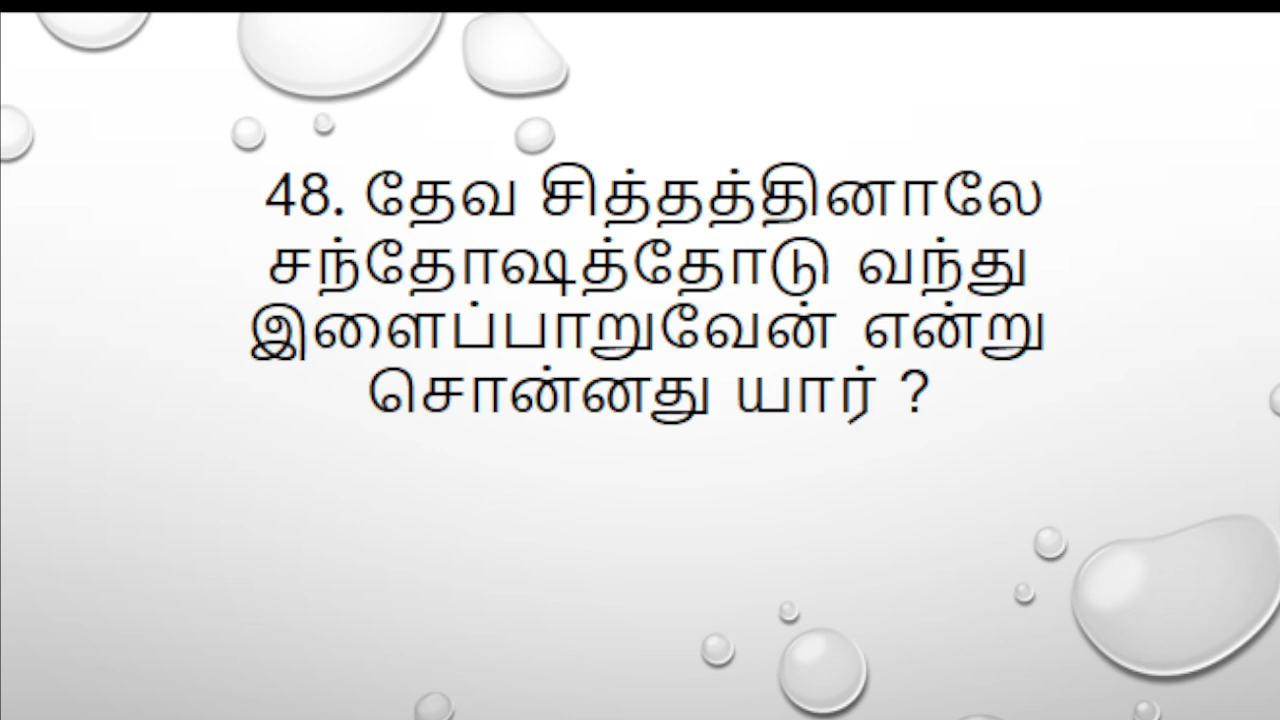 48. தேவ சித்தத்தினாலே
சந்தோஷத்தோடு வந்து
இளைப்பாறுவேன் என்று
சொன்னது யார் ?